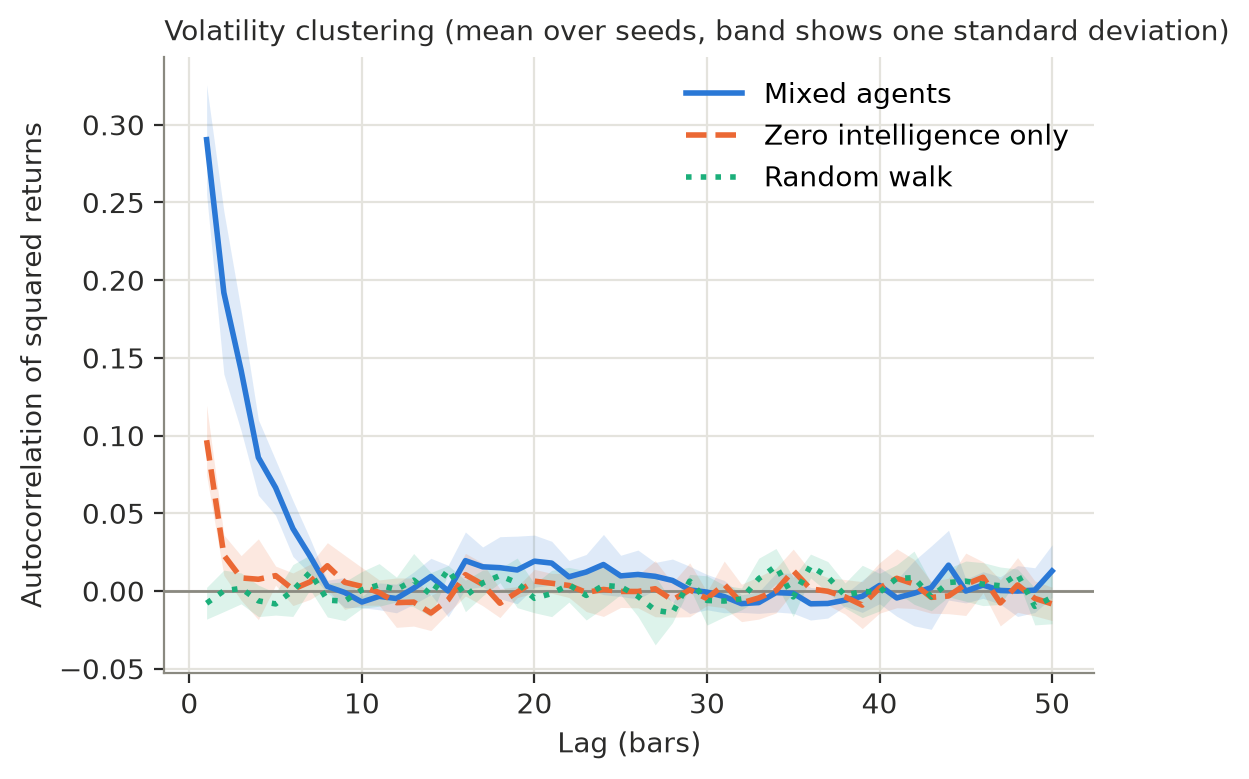 Volatility clustering (mean over seeds, band shows one standard deviation)
Mixed agents
Zero intelligence only
Random walk
Autocorrelation of squared returns
0.30
0.25
0.20
0.15
0.10
0.05
0.00
−0.05
0 10 20 30 40 50
Lag (bars)